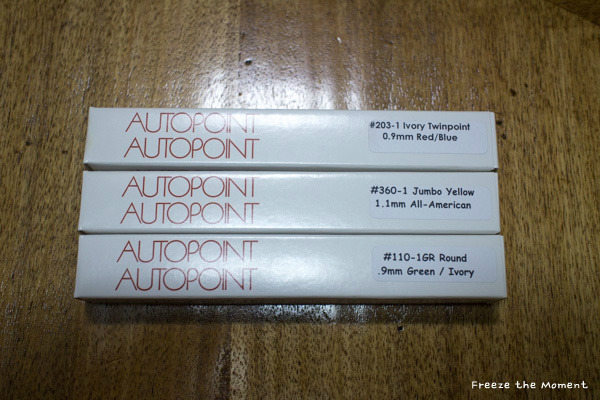 AUTOPOINT
AUTOPOINT
#203-1 Ivory Twinpoint
0.9mm Red/Blue
AUTOPOINT
AUTOPOINT
#360-1 Jumbo Yellow
1.1mm All-American
AUTOPOINT
AUTOPOINT
#110-1GR Round
.9mm Green / Ivory
Freeze the Moment